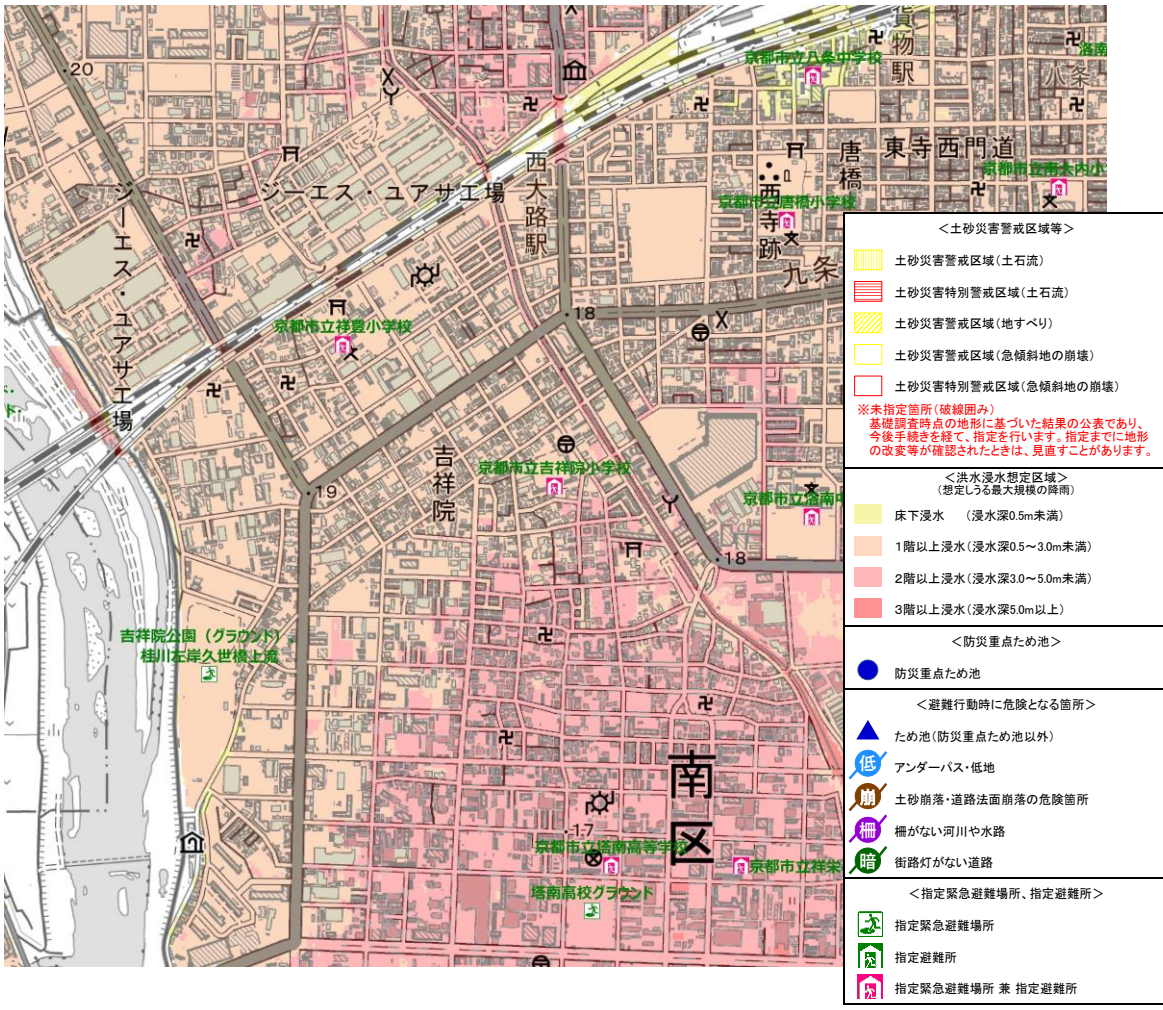 貨物駅
京都市立八条中学校
洛南
八条
20
東寺西門道
唐橋
京都市立南大内小
ジーエス・ユアサ工場
西大路駅
京都市立唐橋小学校
西寺跡
九条
ジーエス・ユアサ工場
18
京都市立祥豊小学校
ド
吉祥院
京都市立吉祥院小学校
19
京都市立洛南中
18
吉祥院公園（グラウンド）
桂川左岸久世橋上流
南区
17
京都市立塔南高等学校
京都市立祥栄
塔南高校グラウンド
＜土砂災害警戒区域等＞
土砂災害警戒区域（土石流）
土砂災害特別警戒区域（土石流）
土砂災害警戒区域（地すべり）
土砂災害警戒区域（急傾斜地の崩壊）
土砂災害特別警戒区域（急傾斜地の崩壊）
※未指定箇所（破線囲み）
基礎調査時点の地形に基づいた結果の公表であり、
今後手続きを経て、指定を行います。指定までに地形
の改変等が確認されたときは、見直すことがあります。
＜洪水浸水想定区域＞
（想定しうる最大規模の降雨）
床下浸水　（浸水深0.5m未満）
1階以上浸水（浸水深0.5～3.0m未満）
2階以上浸水（浸水深3.0～5.0m未満）
3階以上浸水（浸水深5.0m以上）
＜防災重点ため池＞
防災重点ため池
＜避難行動時に危険となる箇所＞
ため池（防災重点ため池以外）
低 アンダーパス・低地
崩 土砂崩落・道路法面崩落の危険箇所
柵 柵がない河川や水路
暗 街路灯がない道路
＜指定緊急避難場所、指定避難所＞
指定緊急避難場所
指定避難所
指定緊急避難場所 兼 指定避難所